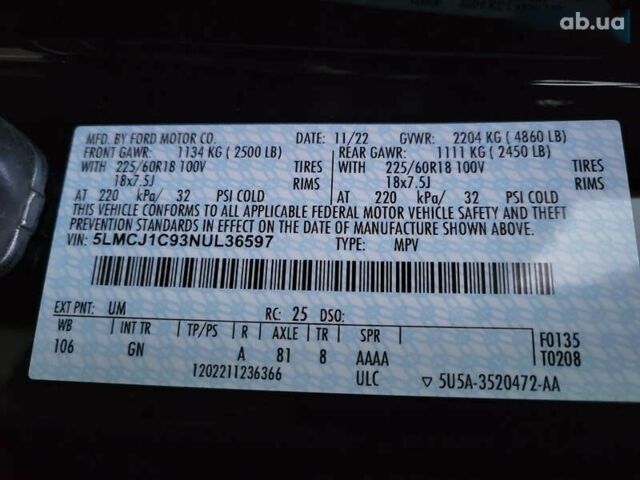 ab.ua
MFD. BY FORD MOTOR CO. DATE: 11/22 GVWR: 2204 KG ( 4860 LB)
FRONT GAWR: 1134 KG ( 2500 LB) REAR GAWR: 1111 KG ( 2450 LB)
WITH 225/60R18 100V TIRES WITH 225/60R18 100V TIRES
18x7.5J RIMS 18x7.5J RIMS
AT 220 kPa/ 32 PSI COLD AT 220 kPa/ 32 PSI COLD
THIS VEHICLE CONFORMS TO ALL APPLICABLE FEDERAL MOTOR VEHICLE SAFETY AND THEFT
PREVENTION STANDARDS IN EFFECT ON THE DATE OF MANUFACTURE SHOWN ABOVE.
VIN: 5LMCJ1C93NUL36597 TYPE: MPV
EXT PNT: UM RC: 25 DSO:
WB INT TR TP/PS R AXLE TR SPR F0135
106 GN A 81 8 AAAA T0208
1202211236366 ULC ▽ 5U5A-3520472-AA